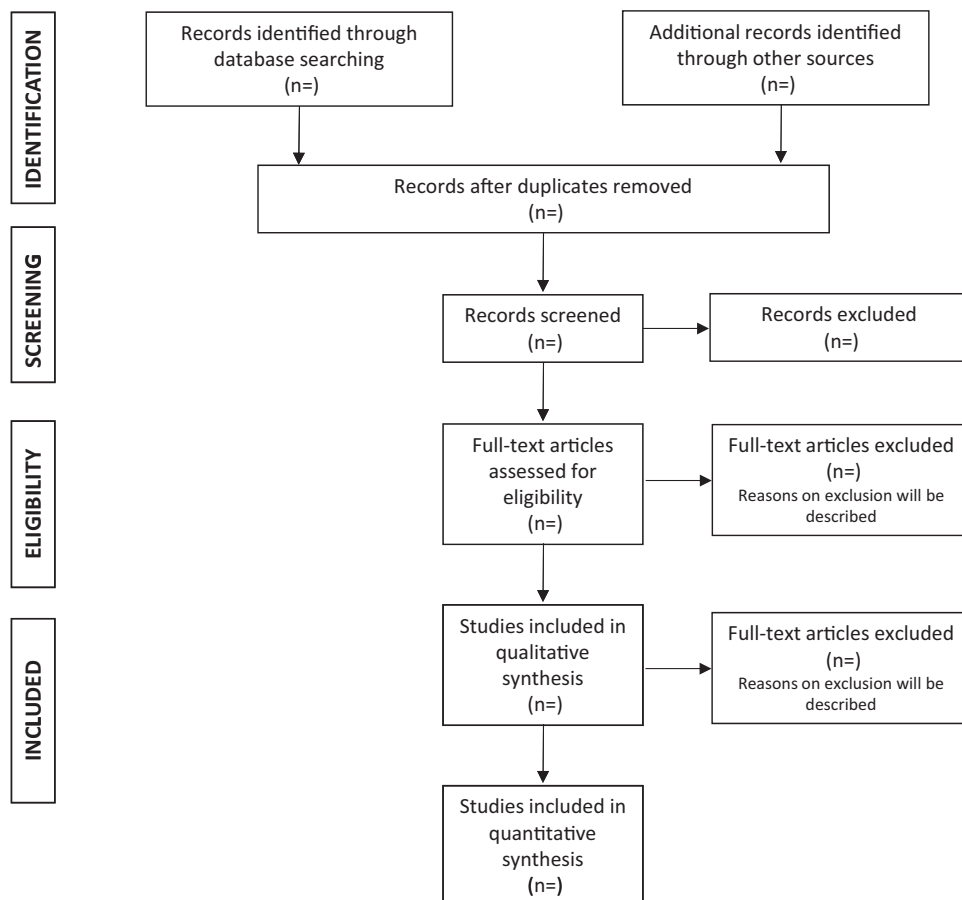 IDENTIFICATION
Records identified through
database searching
(n=)
Additional records identified
through other sources
(n=)
Records after duplicates removed
(n=)
SCREENING
Records screened
(n=)
Records excluded
(n=)
ELIGIBILITY
Full-text articles
assessed for
eligibility
(n=)
Full-text articles excluded
(n=)
Reasons on exclusion will be
described
INCLUDED
Studies included in
qualitative
synthesis
(n=)
Full-text articles excluded
(n=)
Reasons on exclusion will be
described
Studies included in
quantitative
synthesis
(n=)